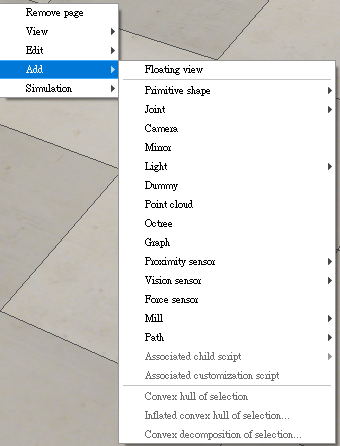 Remove page
View
Edit
Add
Simulation
Floating view
Primitive shape
Joint
Camera
Mirror
Light
Dummy
Point cloud
Octree
Graph
Proximity sensor
Vision sensor
Force sensor
Mill
Path
Associated child script
Associated customization script
Convex hull of selection
Inflated convex hull of selection...
Convex decomposition of selection...